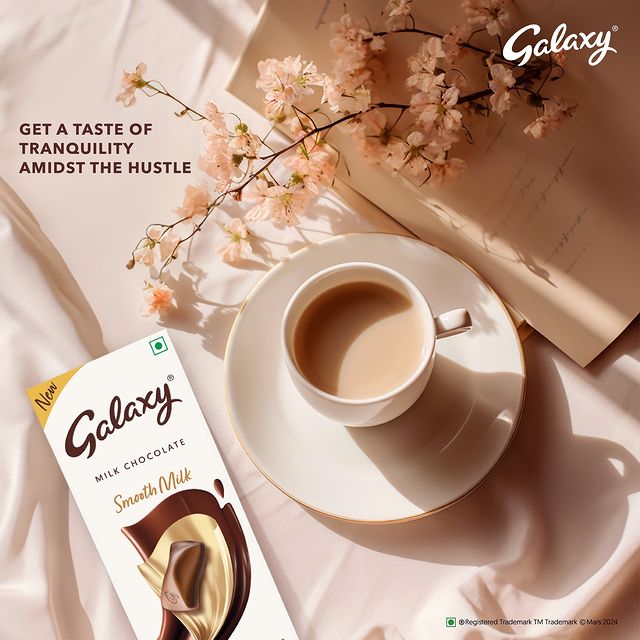 Galaxy®
GET A TASTE OF
TRANQUILITY
AMIDST THE HUSTLE
New
Galaxy®
MILK CHOCOLATE
Smooth Milk
®Registered Trademark TM Trademark ©Mars 2024